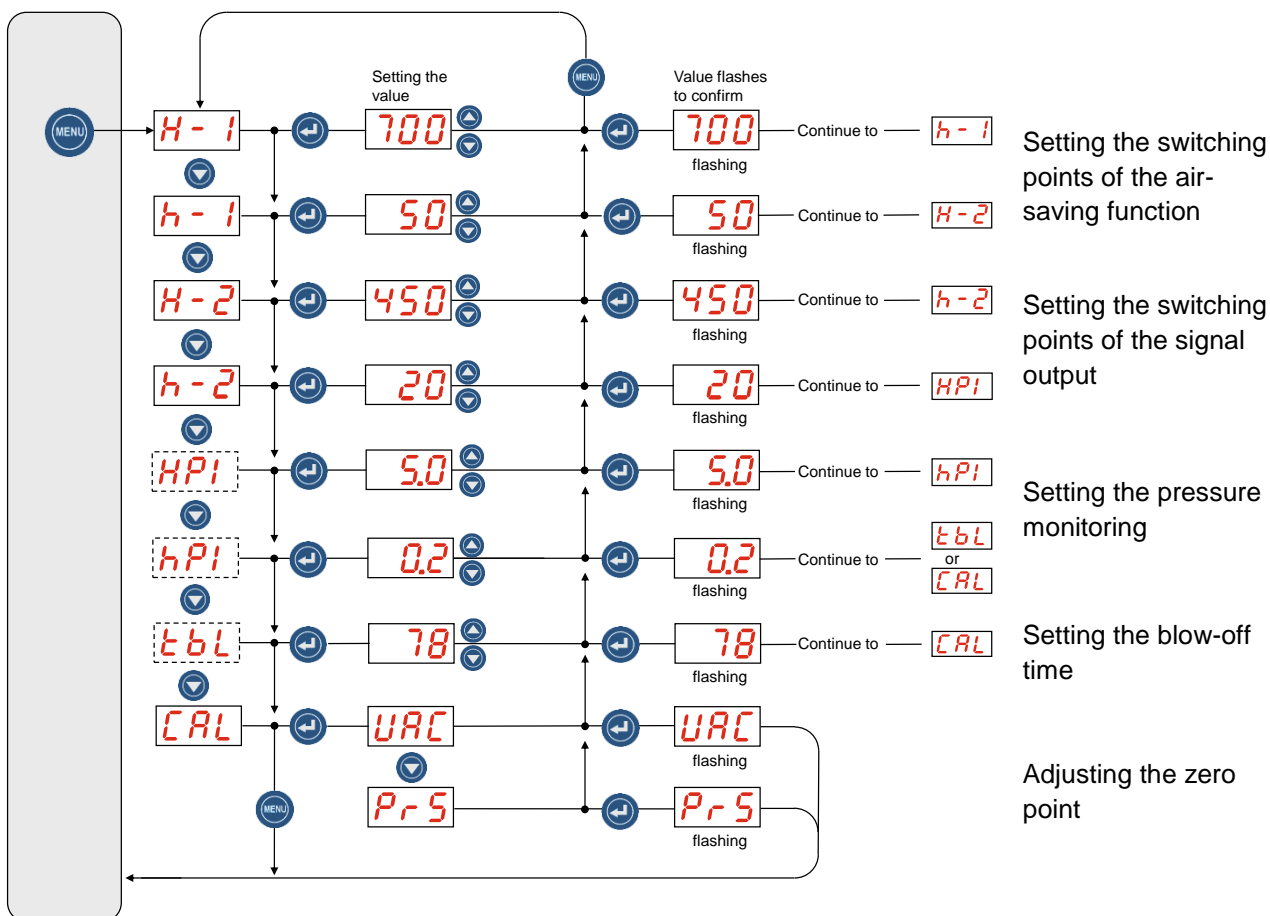 MENU
Setting the
value
Value flashes
to confirm
MENU
H-1
700
700
flashing
Continue to
h-1
Setting the switching
points of the air-
saving function
h-1
50
50
flashing
Continue to
H-2
H-2
450
450
flashing
Continue to
h-2
Setting the switching
points of the signal
output
h-2
20
20
flashing
Continue to
HP1
HP1
5.0
5.0
flashing
Continue to
hP1
Setting the pressure
monitoring
hP1
0.2
0.2
flashing
Continue to
tbL
or
CAL
tbL
78
78
flashing
Continue to
CAL
Setting the blow-off
time
CAL
UAC
UAC
flashing
Adjusting the zero
point
MENU
PrS
PrS
flashing